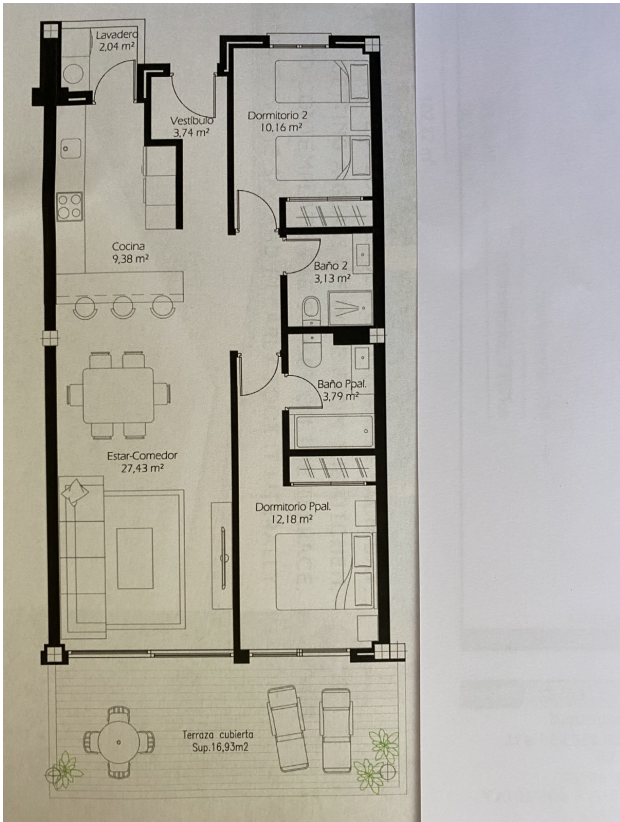 Lavadero
2,04 m²
Vestíbulo
3,74 m²
Dormitorio 2
10,16 m²
Cocina
9,38 m²
Baño 2
3,13 m²
Baño Ppal.
3,79 m²
Estar-Comedor
27,43 m²
Dormitorio Ppal.
12,18 m²
Terraza cubierta
Sup.16,93m2